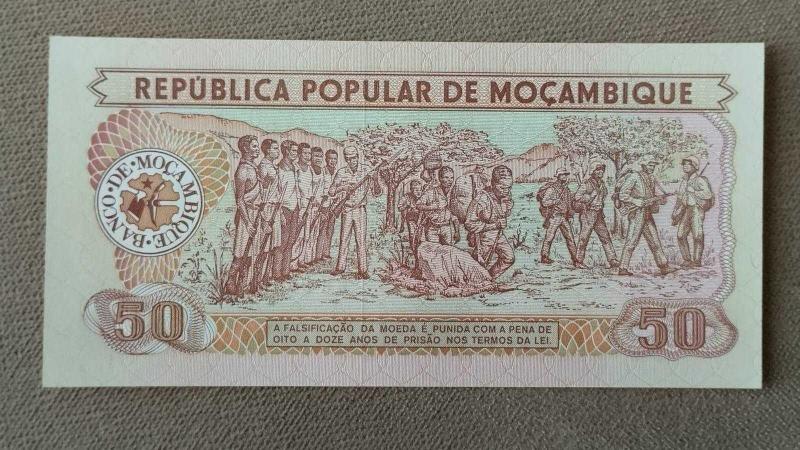 REPÚBLICA POPULAR DE MOÇAMBIQUE
BANCO·DE·MOÇAMBIQUE·
50
A FALSIFICAÇÃO DA MOEDA É PUNIDA COM A PENA DE
OITO A DOZE ANOS DE PRISÃO NOS TERMOS DA LEI.
50